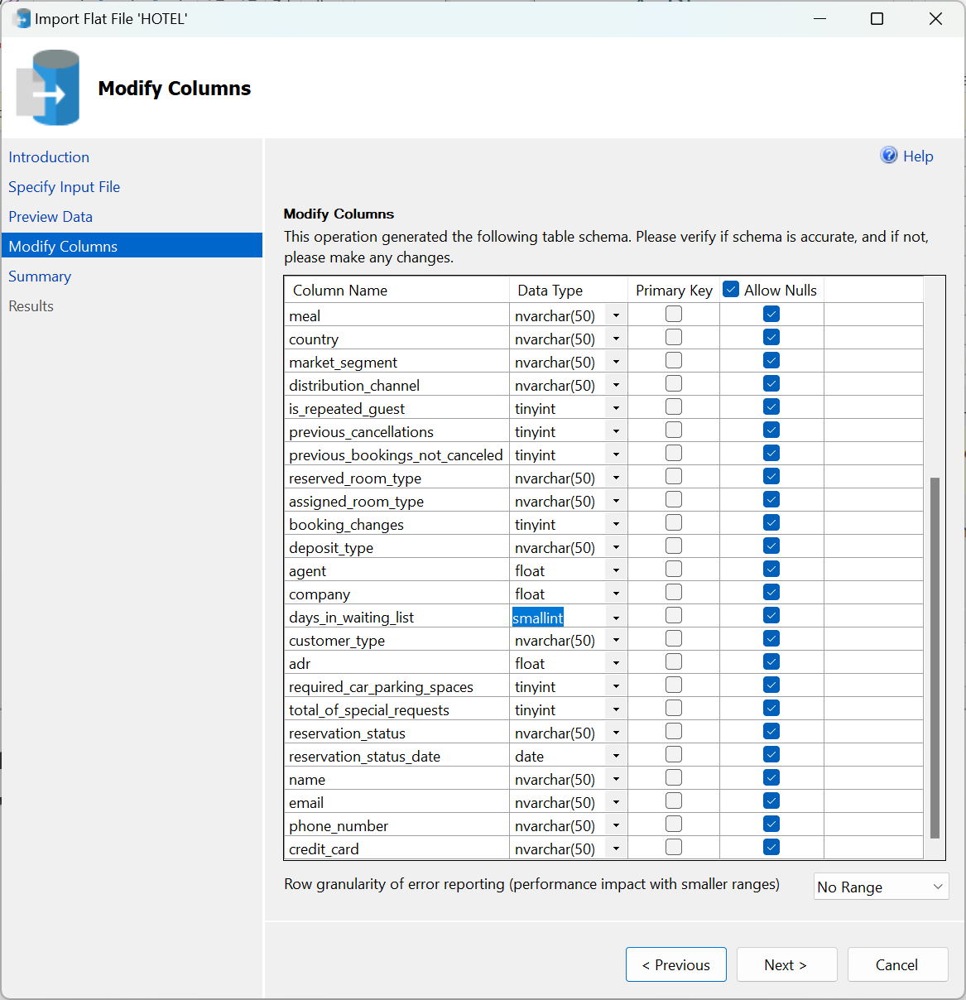 Import Flat File 'HOTEL'
Modify Columns
Introduction
Specify Input File
Preview Data
Modify Columns
Summary
Results
Help
Modify Columns
This operation generated the following table schema. Please verify if schema is accurate, and if not,
please make any changes.
Column Name Data Type Primary Key Allow Nulls
meal nvarchar(50)
country nvarchar(50)
market_segment nvarchar(50)
distribution_channel nvarchar(50)
is_repeated_guest tinyint
previous_cancellations tinyint
previous_bookings_not_canceled tinyint
reserved_room_type nvarchar(50)
assigned_room_type nvarchar(50)
booking_changes tinyint
deposit_type nvarchar(50)
agent float
company float
days_in_waiting_list smallint
customer_type nvarchar(50)
adr float
required_car_parking_spaces tinyint
total_of_special_requests tinyint
reservation_status nvarchar(50)
reservation_status_date date
name nvarchar(50)
email nvarchar(50)
phone_number nvarchar(50)
credit_card nvarchar(50)
Row granularity of error reporting (performance impact with smaller ranges) No Range
< Previous Next > Cancel